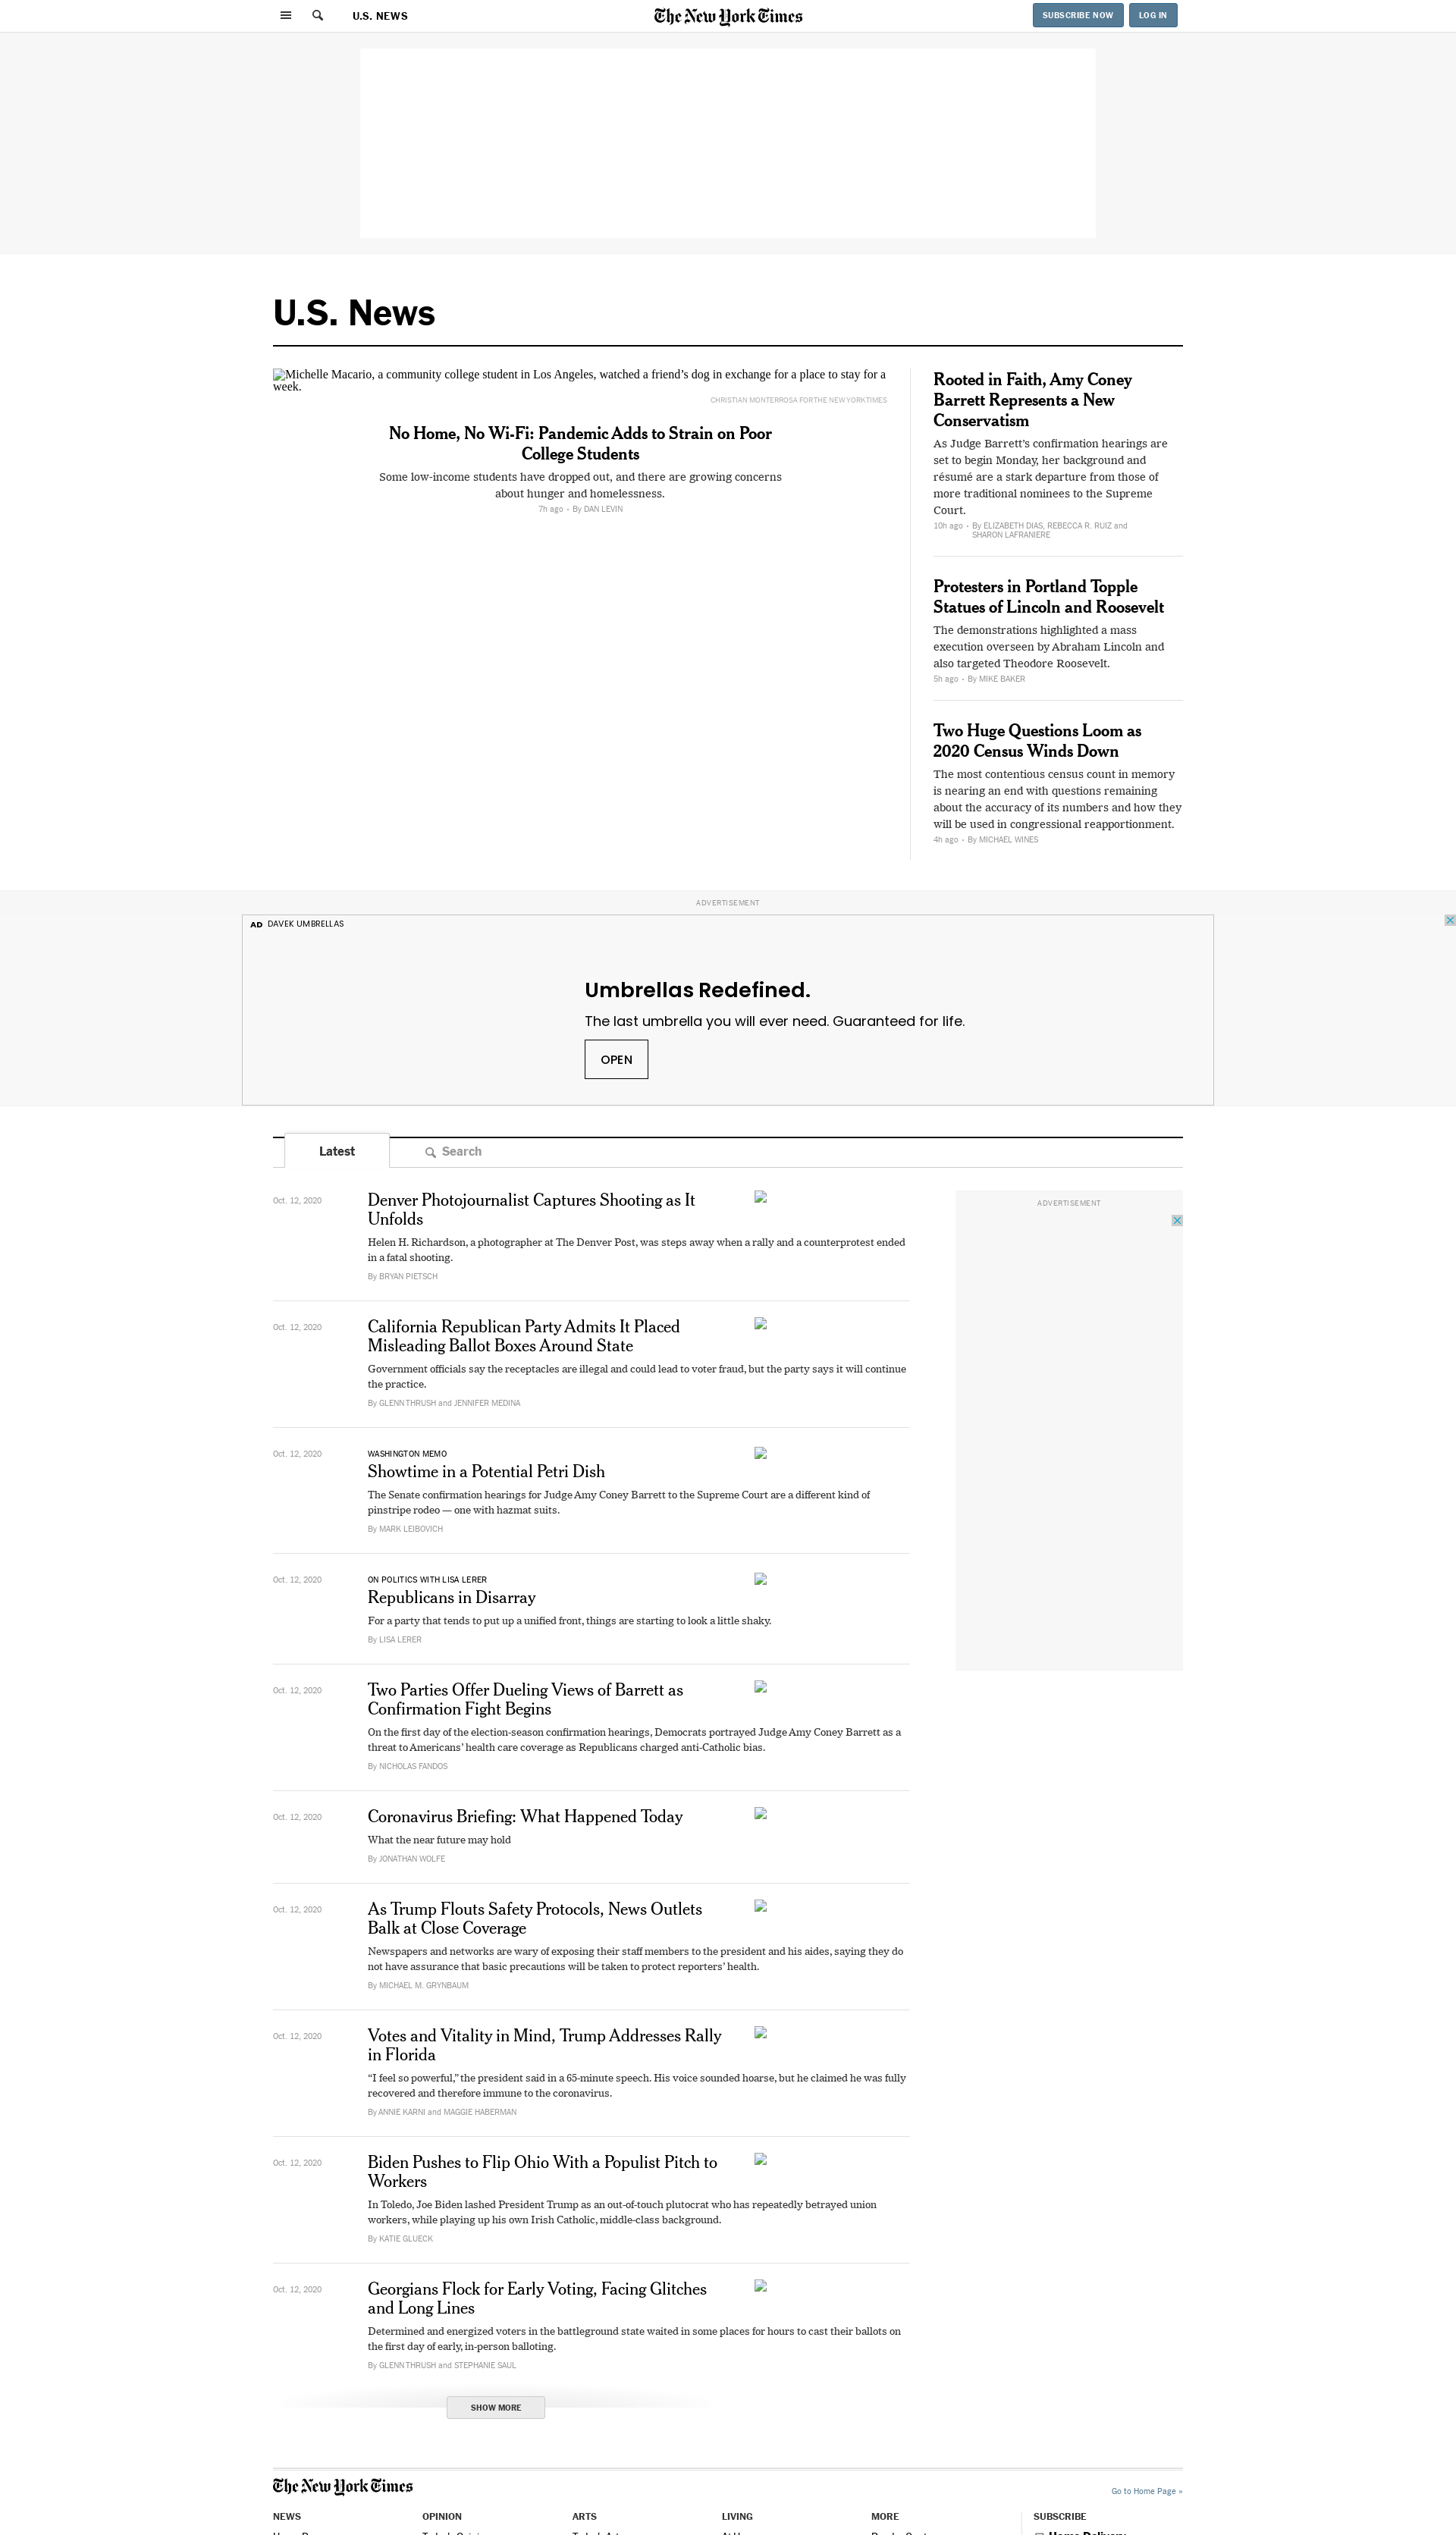 U.S. NEWS
The New York Times
SUBSCRIBE NOW
LOG IN
U.S. News
Michelle Macario, a community college student in Los Angeles, watched a friend’s dog in exchange for a place to stay for a
week.
CHRISTIAN MONTERROSA FOR THE NEW YORK TIMES
No Home, No Wi-Fi: Pandemic Adds to Strain on Poor
College Students
Some low-income students have dropped out, and there are growing concerns
about hunger and homelessness.
7h ago • By DAN LEVIN
Rooted in Faith, Amy Coney
Barrett Represents a New
Conservatism
As Judge Barrett’s confirmation hearings are
set to begin Monday, her background and
résumé are a stark departure from those of
more traditional nominees to the Supreme
Court.
10h ago • By ELIZABETH DIAS, REBECCA R. RUIZ and
SHARON LAFRANIERE
Protesters in Portland Topple
Statues of Lincoln and Roosevelt
The demonstrations highlighted a mass
execution overseen by Abraham Lincoln and
also targeted Theodore Roosevelt.
5h ago • By MIKE BAKER
Two Huge Questions Loom as
2020 Census Winds Down
The most contentious census count in memory
is nearing an end with questions remaining
about the accuracy of its numbers and how they
will be used in congressional reapportionment.
4h ago • By MICHAEL WINES
ADVERTISEMENT
AD DAVEK UMBRELLAS
Umbrellas Redefined.
The last umbrella you will ever need. Guaranteed for life.
OPEN
Latest
Search
ADVERTISEMENT
Oct. 12, 2020
Denver Photojournalist Captures Shooting as It
Unfolds
Helen H. Richardson, a photographer at The Denver Post, was steps away when a rally and a counterprotest ended
in a fatal shooting.
By BRYAN PIETSCH
Oct. 12, 2020
California Republican Party Admits It Placed
Misleading Ballot Boxes Around State
Government officials say the receptacles are illegal and could lead to voter fraud, but the party says it will continue
the practice.
By GLENN THRUSH and JENNIFER MEDINA
Oct. 12, 2020
WASHINGTON MEMO
Showtime in a Potential Petri Dish
The Senate confirmation hearings for Judge Amy Coney Barrett to the Supreme Court are a different kind of
pinstripe rodeo — one with hazmat suits.
By MARK LEIBOVICH
Oct. 12, 2020
ON POLITICS WITH LISA LERER
Republicans in Disarray
For a party that tends to put up a unified front, things are starting to look a little shaky.
By LISA LERER
Oct. 12, 2020
Two Parties Offer Dueling Views of Barrett as
Confirmation Fight Begins
On the first day of the election-season confirmation hearings, Democrats portrayed Judge Amy Coney Barrett as a
threat to Americans’ health care coverage as Republicans charged anti-Catholic bias.
By NICHOLAS FANDOS
Oct. 12, 2020
Coronavirus Briefing: What Happened Today
What the near future may hold
By JONATHAN WOLFE
Oct. 12, 2020
As Trump Flouts Safety Protocols, News Outlets
Balk at Close Coverage
Newspapers and networks are wary of exposing their staff members to the president and his aides, saying they do
not have assurance that basic precautions will be taken to protect reporters’ health.
By MICHAEL M. GRYNBAUM
Oct. 12, 2020
Votes and Vitality in Mind, Trump Addresses Rally
in Florida
“I feel so powerful,” the president said in a 65-minute speech. His voice sounded hoarse, but he claimed he was fully
recovered and therefore immune to the coronavirus.
By ANNIE KARNI and MAGGIE HABERMAN
Oct. 12, 2020
Biden Pushes to Flip Ohio With a Populist Pitch to
Workers
In Toledo, Joe Biden lashed President Trump as an out-of-touch plutocrat who has repeatedly betrayed union
workers, while playing up his own Irish Catholic, middle-class background.
By KATIE GLUECK
Oct. 12, 2020
Georgians Flock for Early Voting, Facing Glitches
and Long Lines
Determined and energized voters in the battleground state waited in some places for hours to cast their ballots on
the first day of early, in-person balloting.
By GLENN THRUSH and STEPHANIE SAUL
SHOW MORE
The New York Times
Go to Home Page »
NEWS
OPINION
ARTS
LIVING
MORE
SUBSCRIBE